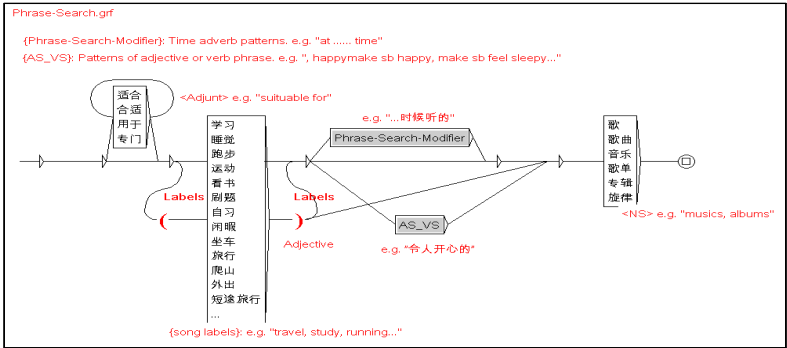 Phrase-Search.grf
{Phrase-Search-Modifier}: Time adverb patterns. e.g. "at ...... time"
{AS_VS}: Patterns of adjective or verb phrase. e.g. ", happymake sb happy, make sb feel sleepy..."
适合
合适
用于
专门
<Adjunt> e.g. "suituable for"
学习
睡觉
跑步
运动
看书
刷题
自习
闲暇
坐车
旅行
爬山
外出
短途旅行
...
Labels
(
Labels
)
Adjective
{song labels}: e.g. "travel, study, running..."
e.g. "...时候听的"
Phrase-Search-Modifier
AS_VS
e.g. "令人开心的"
歌
歌曲
音乐
歌单
专辑
旋律
<NS> e.g. "musics, albums"